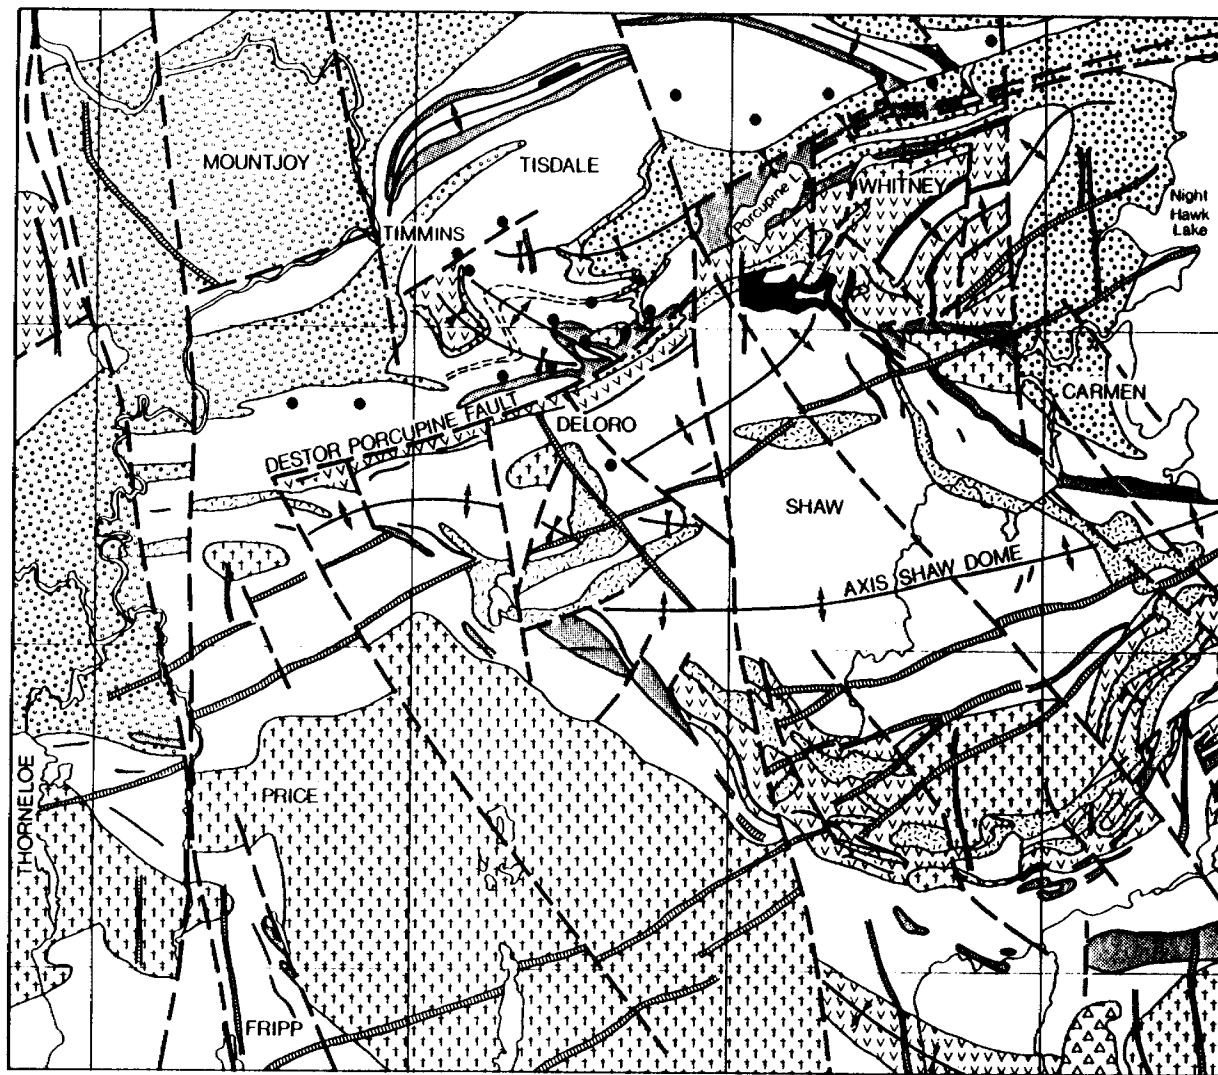 MOUNTJOY
TISDALE
Porcupine L.
WHITNEY
Night
Hawk
Lake
TIMMINS
CARMEN
DESTOR PORCUPINE FAULT
DELORO
SHAW
AXIS SHAW DOME
THORNELOE
PRICE
FRIPP